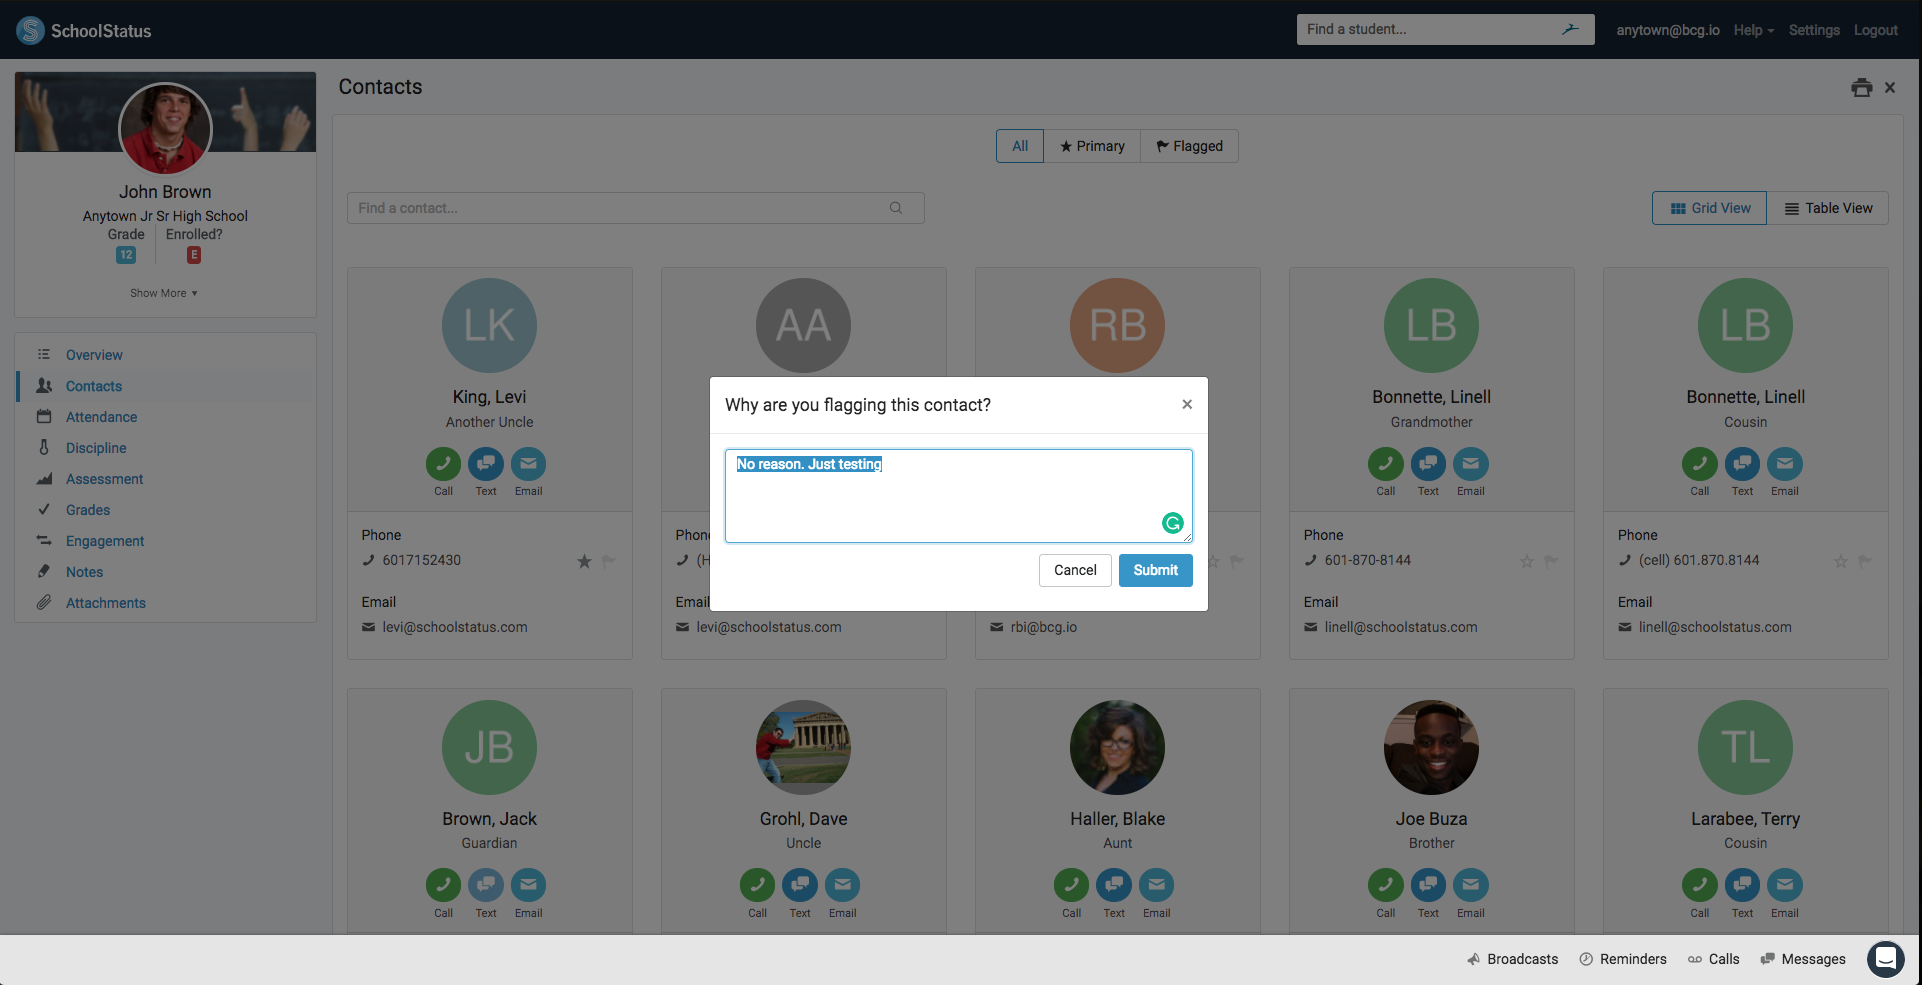 SchoolStatus
Find a student...
anytown@bcg.io Help Settings Logout
John Brown
Anytown Jr Sr High School
Grade Enrolled?
12 E
Show More
Overview
Contacts
Attendance
Discipline
Assessment
Grades
Engagement
Notes
Attachments
Contacts
All Primary Flagged
Find a contact...
Grid View Table View
LK
King, Levi
Another Uncle
Call Text Email
Phone
6017152430
Email
levi@schoolstatus.com
AA
Phon
(H
Email
levi@schoolstatus.com
RB
rbi@bcg.io
LB
Bonnette, Linell
Grandmother
Call Text Email
Phone
601-870-8144
Email
linell@schoolstatus.com
LB
Bonnette, Linell
Cousin
Call Text Email
Phone
(cell) 601.870.8144
Email
linell@schoolstatus.com
Why are you flagging this contact?
No reason. Just testing
Cancel Submit
JB
Brown, Jack
Guardian
Call Text Email
Grohl, Dave
Uncle
Call Text Email
Haller, Blake
Aunt
Call Text Email
Joe Buza
Brother
Call Text Email
TL
Larabee, Terry
Cousin
Call Text Email
Broadcasts Reminders Calls Messages